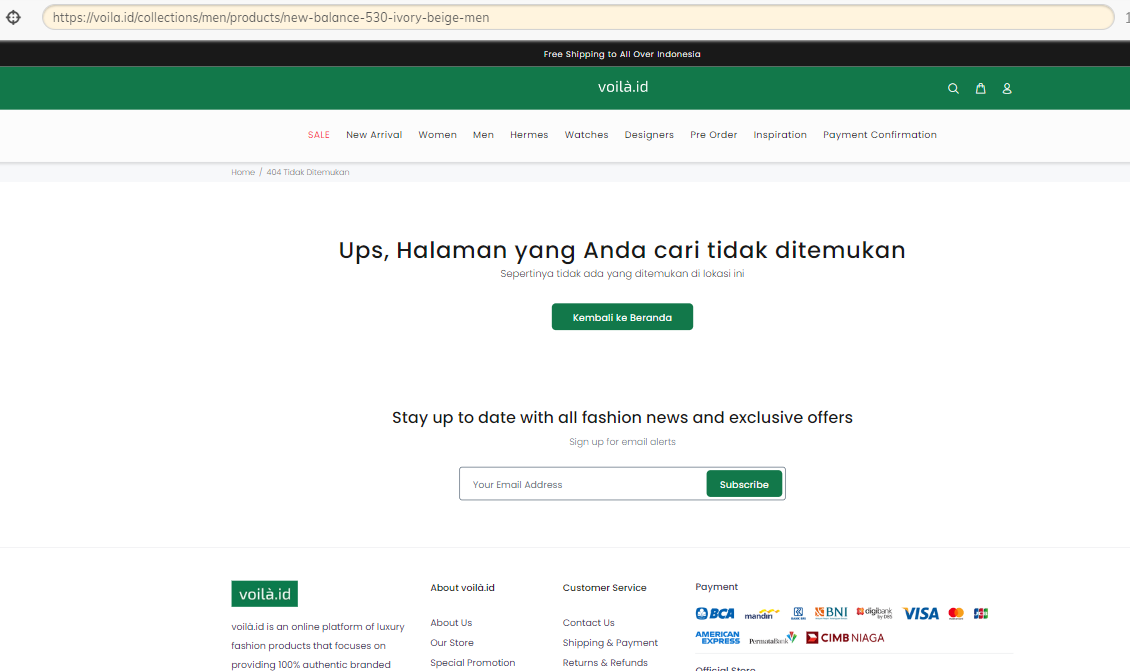 https://voila.id/collections/men/products/new-balance-530-ivory-beige-men
Free Shipping to All Over Indonesia
voilà.id
SALE New Arrival Women Men Hermes Watches Designers Pre Order Inspiration Payment Confirmation
Home / 404 Tidak Ditemukan
Ups, Halaman yang Anda cari tidak ditemukan
Sepertinya tidak ada yang ditemukan di lokasi ini
Kembali ke Beranda
Stay up to date with all fashion news and exclusive offers
Sign up for email alerts
Your Email Address Subscribe
voilà.id
voilà.id is an online platform of luxury
fashion products that focuses on
providing 100% authentic branded
About voilà.id
About Us
Our Store
Special Promotion
Customer Service
Contact Us
Shipping & Payment
Returns & Refunds
Payment
BCA mandiri BANK BRI BNI digibank by DBS VISA mastercard JCB
AMERICAN EXPRESS PermataBank CIMB NIAGA
Official Store